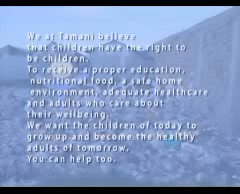 We at Tamani believe
that children have the right to
be children.
To receive a proper education,
nutritional food, a safe home
environment, adequate healthcare
and adults who care about
their wellbeing.
We want the children of today to
grow up and become the healthy
adults of tomorrow.
You can help too.